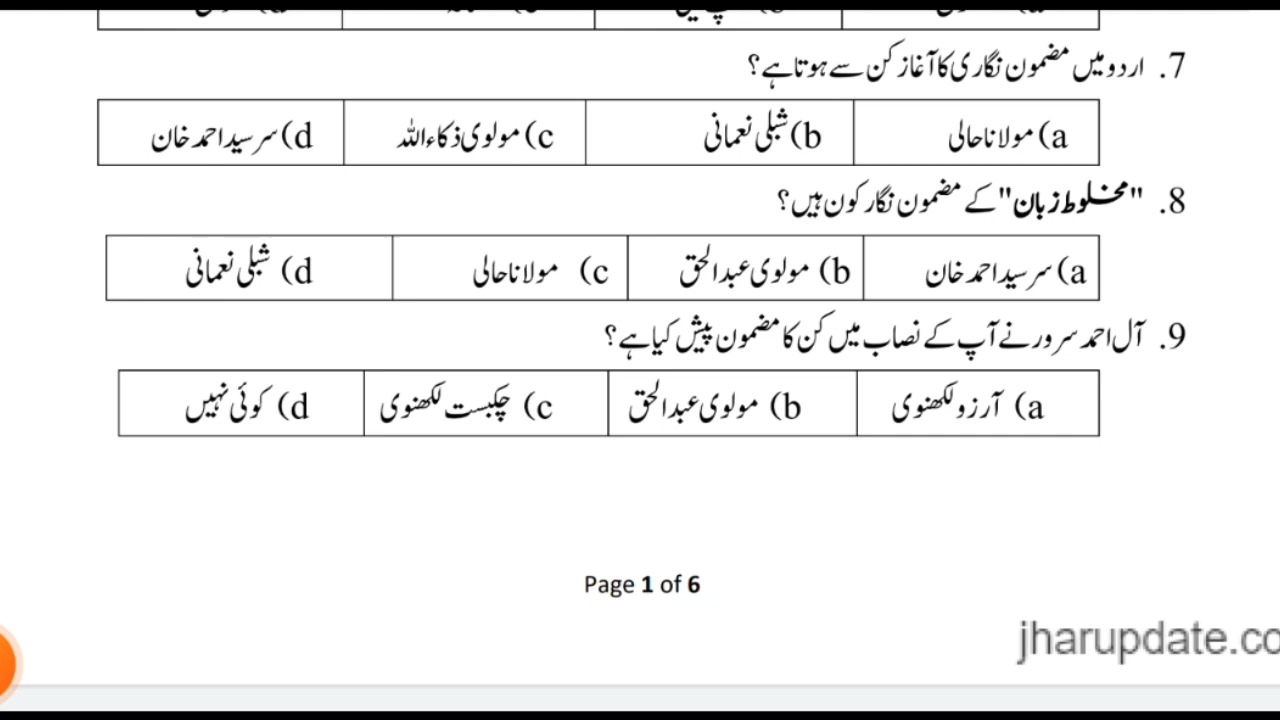 7. اردو میں مضمون نگاری کا آغاز کن سے ہوتا ہے؟
a) مولانا حالی b) شبلی نعمانی c) مولوی ذکاء اللہ d) سر سید احمد خان
8. "مخلوط زبان" کے مضمون نگار کون ہیں؟
a) سر سید احمد خان b) مولوی عبدالحق c) مولانا حالی d) شبلی نعمانی
9. آل احمد سرور نے آپ کے نصاب میں کن کا مضمون پیش کیا ہے؟
a) آرزو لکھنوی b) مولوی عبدالحق c) چکبست لکھنوی d) کوئی نہیں
Page 1 of 6
jharupdate.co